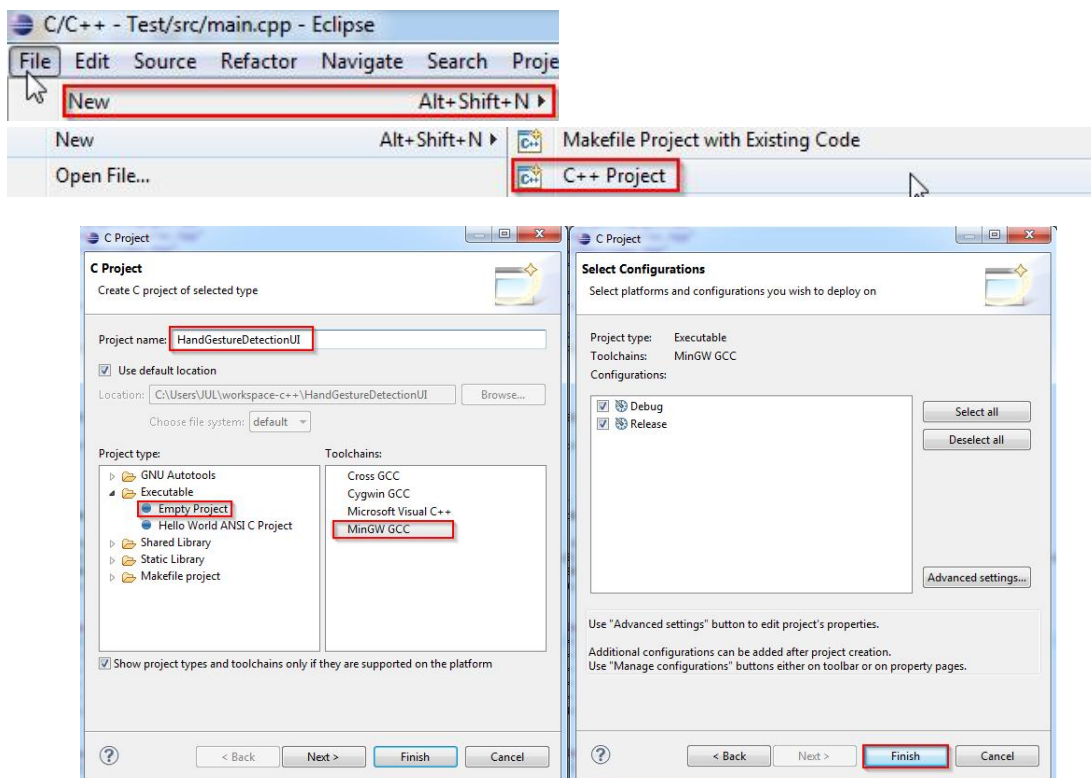 C/C++ - Test/src/main.cpp - Eclipse
File Edit Source Refactor Navigate Search Proje
New Alt+Shift+N
New Alt+Shift+N Makefile Project with Existing Code
Open File... C++ Project
C Project
C Project
Create C project of selected type
Project name: HandGestureDetectionUI
Use default location
Location: C:\Users\JUL\workspace-c++\HandGestureDetectionUI Browse...
Choose file system: default
Project type: Toolchains:
GNU Autotools Cross GCC
Executable Cygwin GCC
Empty Project Microsoft Visual C++
Hello World ANSI C Project MinGW GCC
Shared Library
Static Library
Makefile project
Show project types and toolchains only if they are supported on the platform
? < Back Next > Finish Cancel
C Project
Select Configurations
Select platforms and configurations you wish to deploy on
Project type: Executable
Toolchains: MinGW GCC
Configurations:
Debug Select all
Release
Deselect all
Advanced settings...
Use "Advanced settings" button to edit project's properties.
Additional configurations can be added after project creation.
Use "Manage configurations" buttons either on toolbar or on property pages.
? < Back Next > Finish Cancel